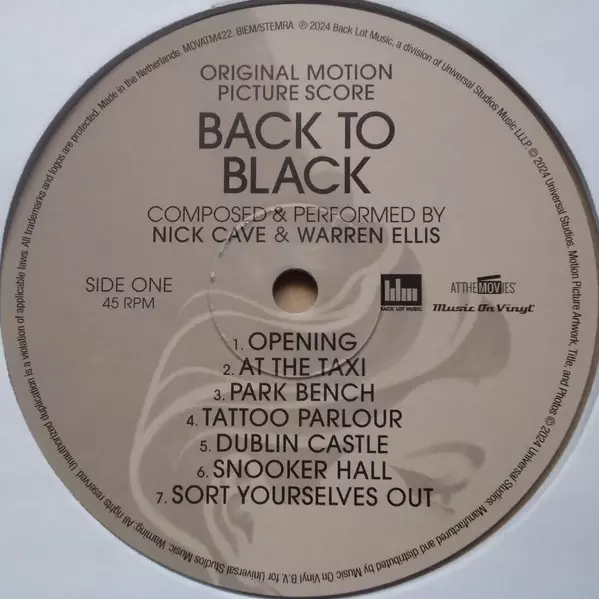 ORIGINAL MOTION
PICTURE SCORE
BACK TO
BLACK
COMPOSED & PERFORMED BY
NICK CAVE & WARREN ELLIS
SIDE ONE
45 RPM
blm
BACK LOT MUSIC
ATTHEMOVIES
Music On Vinyl
1. OPENING
2. AT THE TAXI
3. PARK BENCH
4. TATTOO PARLOUR
5. DUBLIN CASTLE
6. SNOOKER HALL
7. SORT YOURSELVES OUT
Made in the Netherlands. MOVATM422. BIEM/STEMRA ℗ 2024 Back Lot Music, a division of Universal Studios Music LLLP. © 2024 Universal Studios. Motion Picture Artwork, Title, and Photos © 2024 Universal Studios. Manufactured and distributed by Music On Vinyl B.V. for Universal Studios Music. Warning: All rights reserved. Unauthorized duplication is a violation of applicable laws. All trademarks and logos are protected.